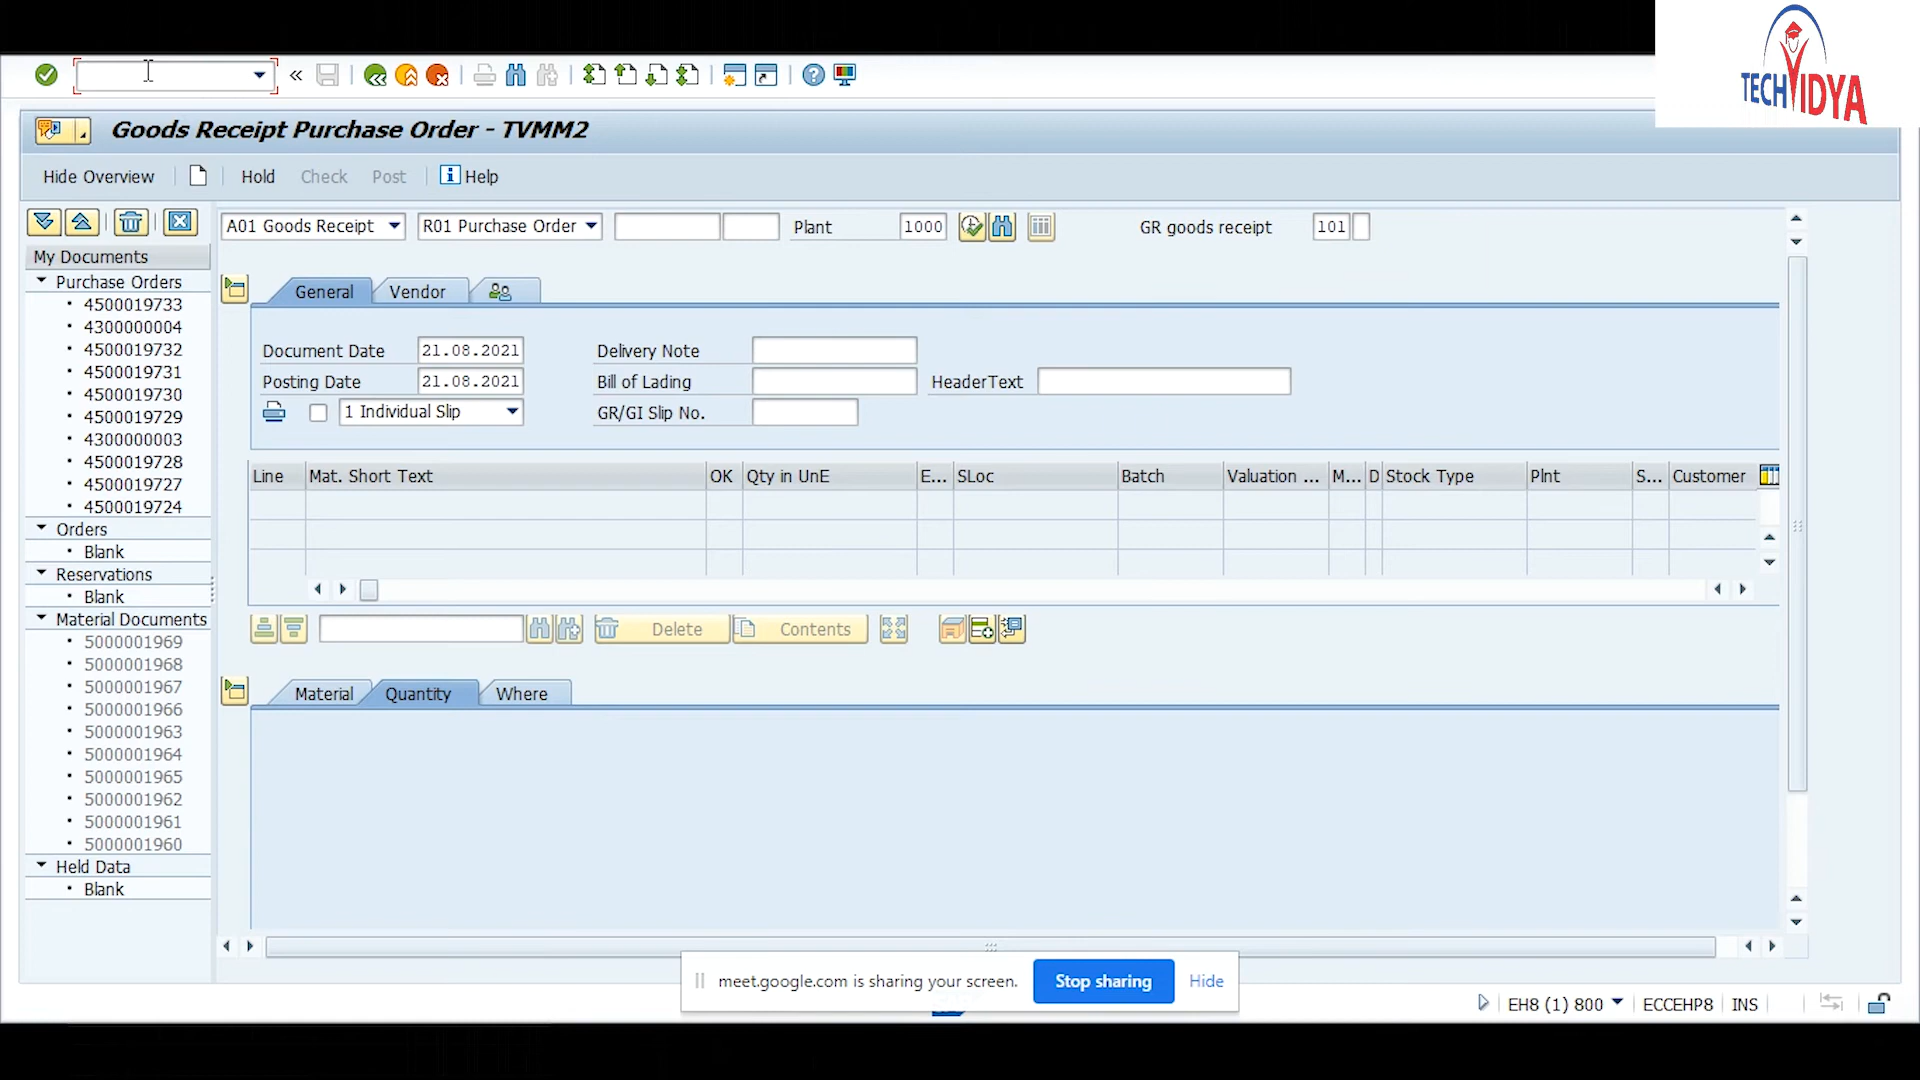 TECHVIDYA
Goods Receipt Purchase Order - TVMM2
Hide Overview Hold Check Post Help
A01 Goods Receipt R01 Purchase Order Plant 1000 GR goods receipt 101
My Documents
Purchase Orders
4500019733
4300000004
4500019732
4500019731
4500019730
4500019729
4300000003
4500019728
4500019727
4500019724
Orders
Blank
Reservations
Blank
Material Documents
5000001969
5000001968
5000001967
5000001966
5000001963
5000001964
5000001965
5000001962
5000001961
5000001960
Held Data
Blank
General Vendor
Document Date 21.08.2021 Delivery Note
Posting Date 21.08.2021 Bill of Lading HeaderText
1 Individual Slip GR/GI Slip No.
Line Mat. Short Text OK Qty in UnE E... SLoc Batch Valuation ... M... D Stock Type Plnt S... Customer
Delete Contents
Material Quantity Where
meet.google.com is sharing your screen. Stop sharing Hide
EH8 (1) 800 ECCEHP8 INS